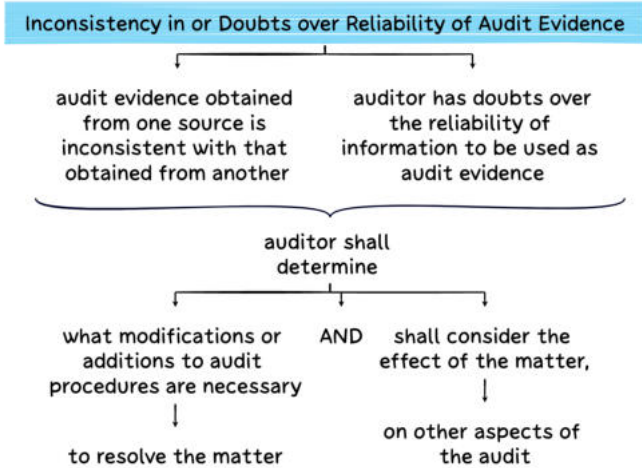 Inconsistency in or Doubts over Reliability of Audit Evidence
audit evidence obtained
from one source is
inconsistent with that
obtained from another
auditor has doubts over
the reliability of
information to be used as
audit evidence
auditor shall
determine
what modifications or
additions to audit
procedures are necessary
to resolve the matter
AND
shall consider the
effect of the matter,
on other aspects of
the audit